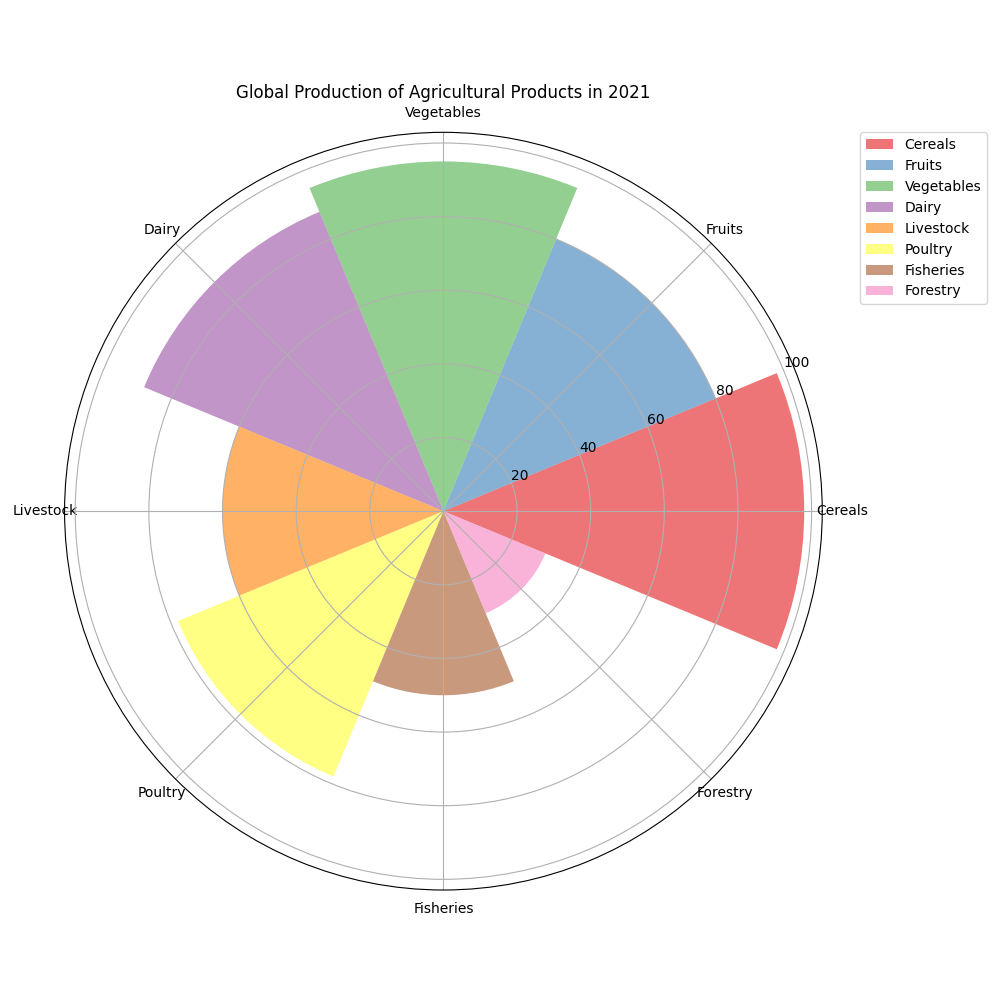 Global Production of Agricultural Products in 2021
Vegetables
Dairy
Fruits
Livestock
Cereals
Poultry
Forestry
Fisheries
20
40
60
80
100
Cereals
Fruits
Vegetables
Dairy
Livestock
Poultry
Fisheries
Forestry